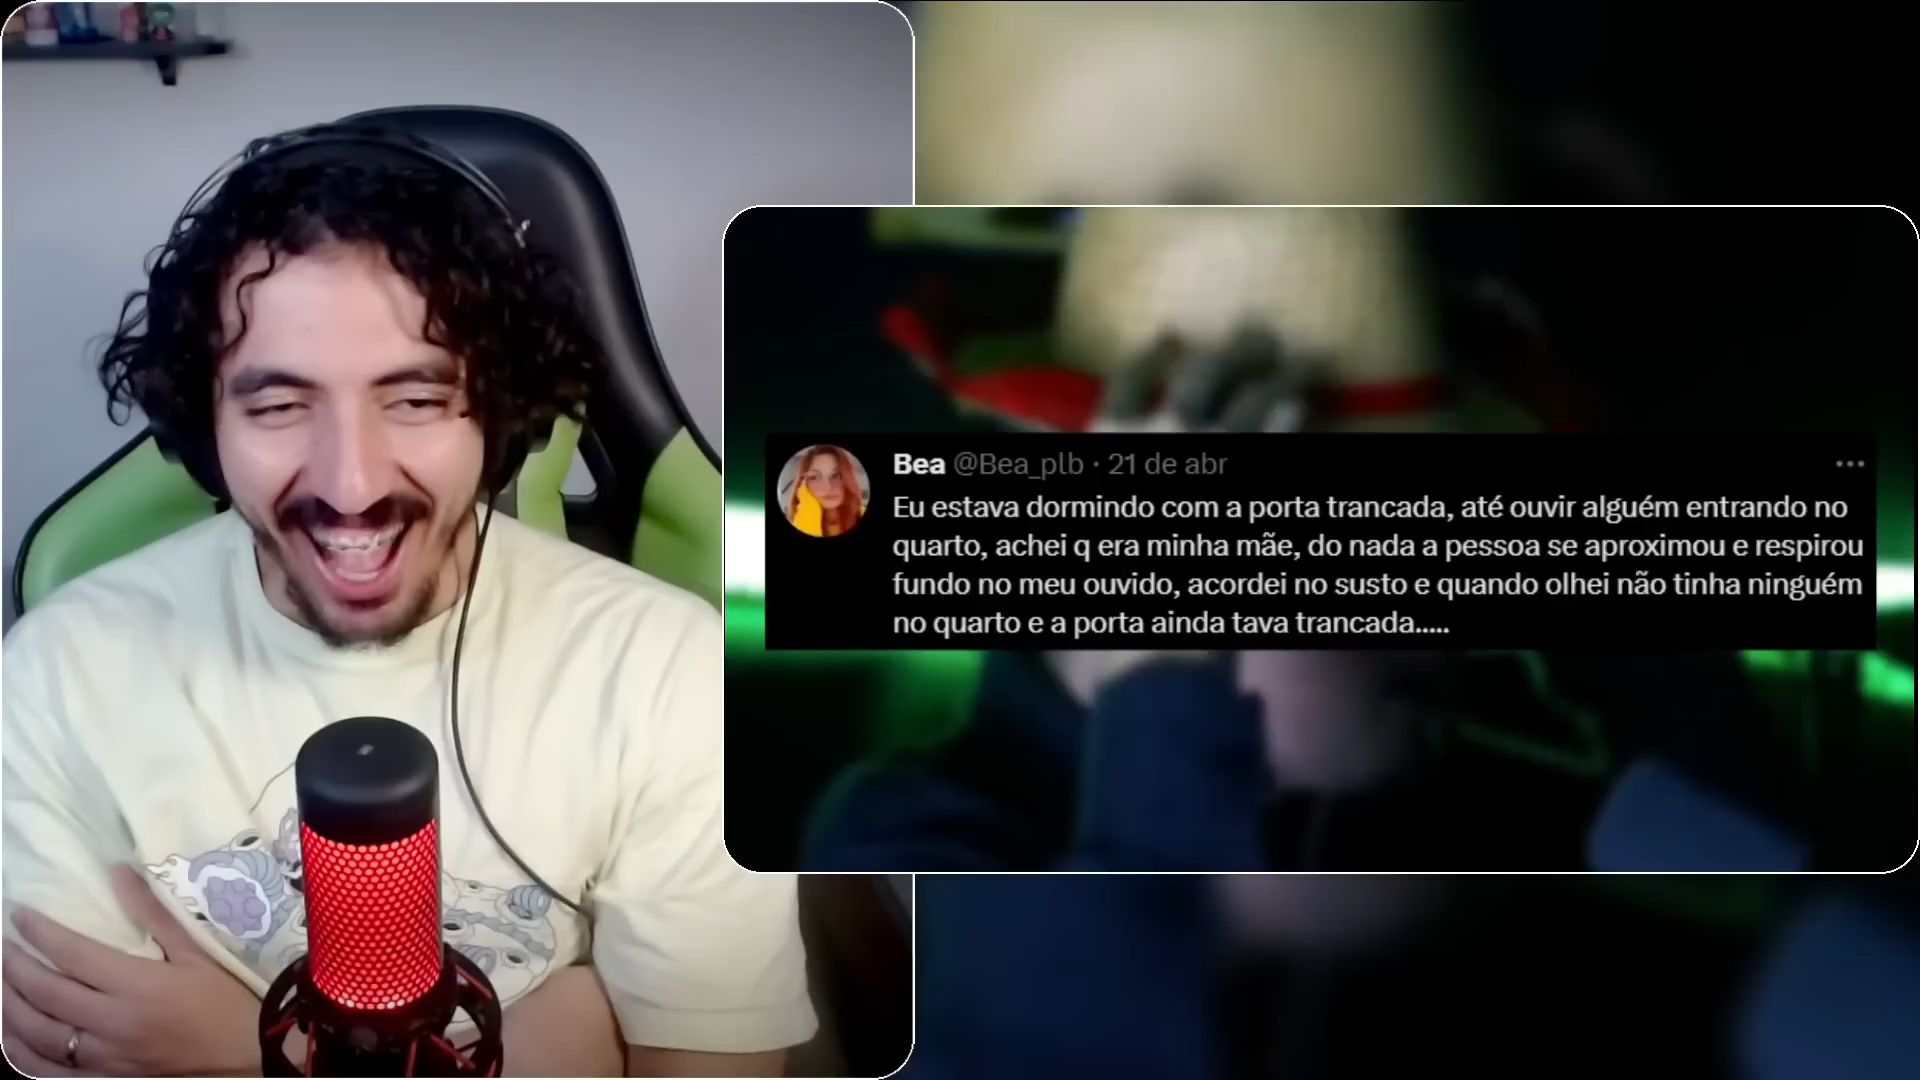 Bea @Bea_plb · 21 de abr
Eu estava dormindo com a porta trancada, até ouvir alguém entrando no
quarto, achei q era minha mãe, do nada a pessoa se aproximou e respirou
fundo no meu ouvido, acordei no susto e quando olhei não tinha ninguém
no quarto e a porta ainda tava trancada.....